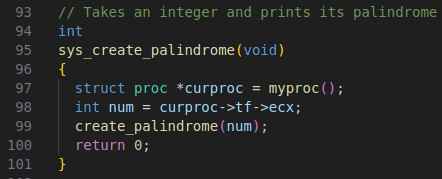 93 // Takes an integer and prints its palindrome
94 int
95 sys_create_palindrome(void)
96 {
97   struct proc *curproc = myproc();
98   int num = curproc->tf->ecx;
99   create_palindrome(num);
100   return 0;
101 }